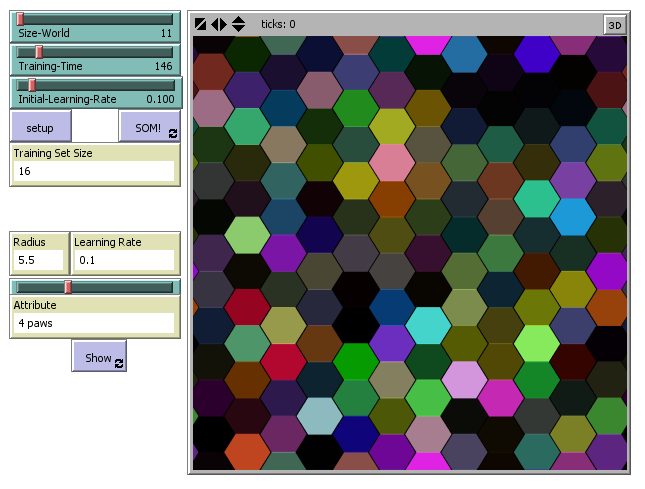 Size-World 11
ticks: 0
3D
Training-Time 146
Initial-Learning-Rate 0.100
setup
SOM!
Training Set Size
16
Radius
Learning Rate
5.5
0.1
Attribute
4 paws
Show